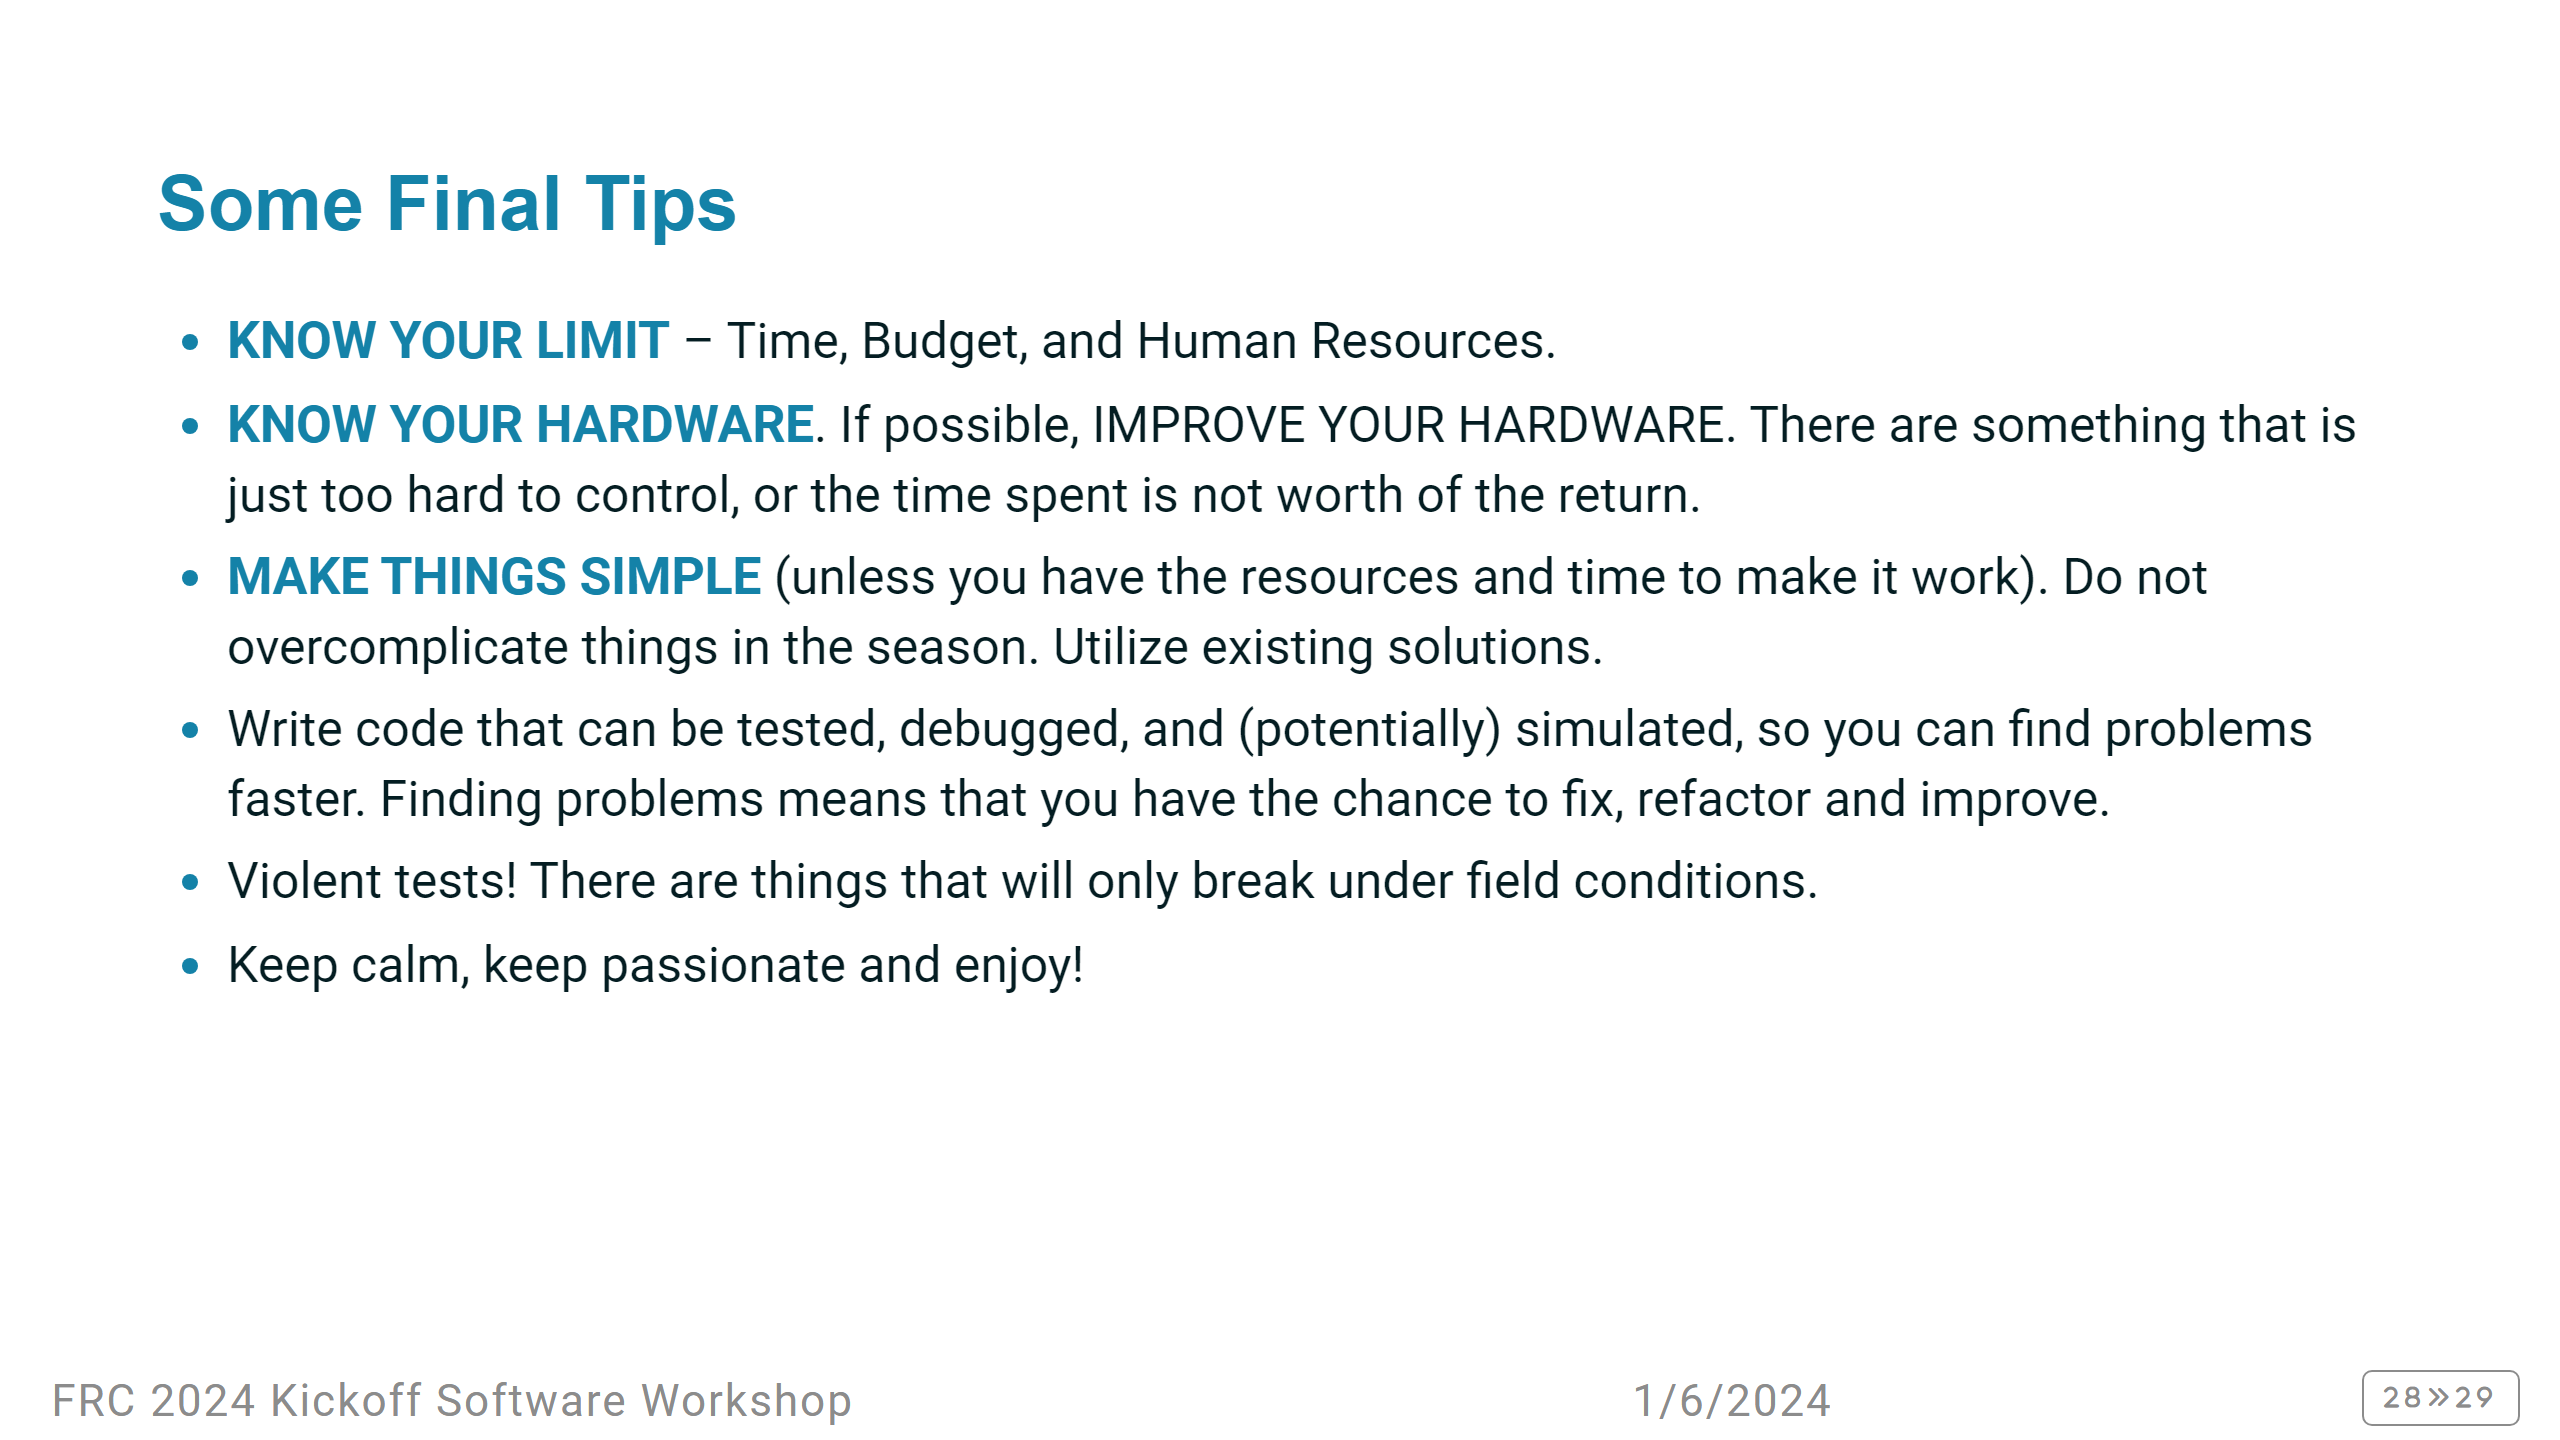 Some Final Tips
• KNOW YOUR LIMIT – Time, Budget, and Human Resources.
• KNOW YOUR HARDWARE. If possible, IMPROVE YOUR HARDWARE. There are something that is
just too hard to control, or the time spent is not worth of the return.
• MAKE THINGS SIMPLE (unless you have the resources and time to make it work). Do not
overcomplicate things in the season. Utilize existing solutions.
• Write code that can be tested, debugged, and (potentially) simulated, so you can find problems
faster. Finding problems means that you have the chance to fix, refactor and improve.
• Violent tests! There are things that will only break under field conditions.
• Keep calm, keep passionate and enjoy!
FRC 2024 Kickoff Software Workshop 1/6/2024 28»29